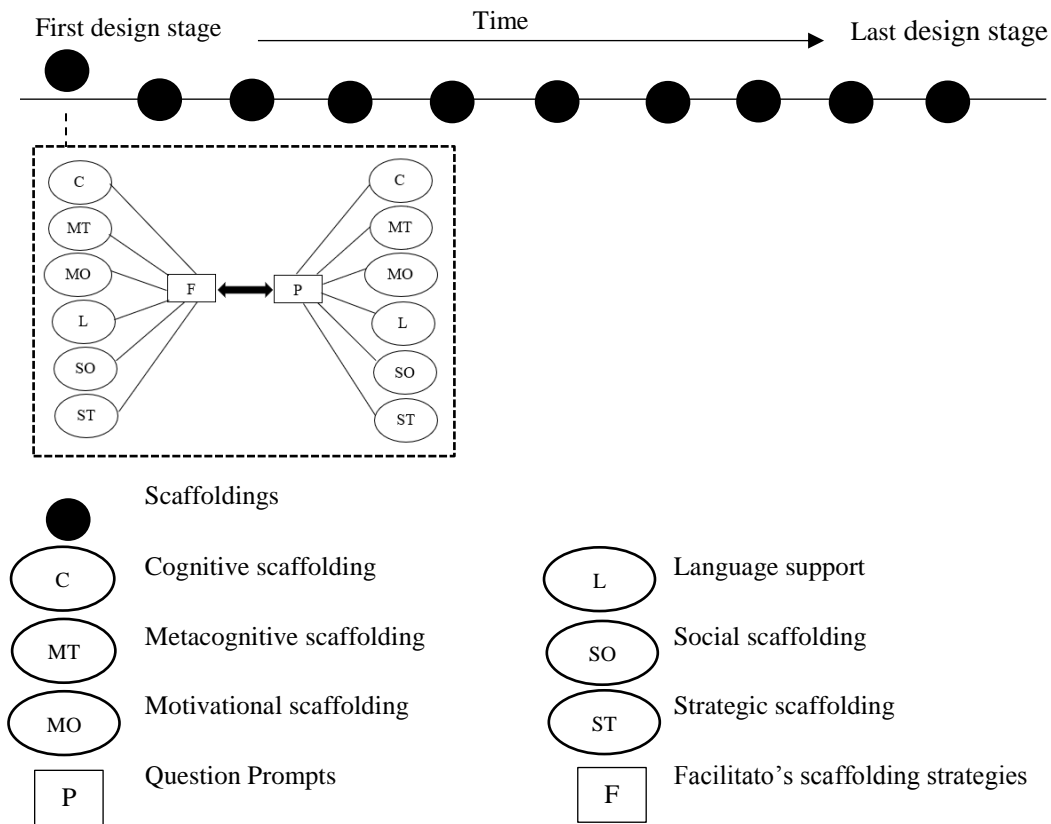 First design stage
Time
Last design stage
C
C
MT
MT
MO
MO
F
P
L
L
SO
SO
ST
ST
Scaffoldings
C
Cognitive scaffolding
L
Language support
MT
Metacognitive scaffolding
SO
Social scaffolding
MO
Motivational scaffolding
ST
Strategic scaffolding
P
Question Prompts
F
Facilitato’s scaffolding strategies